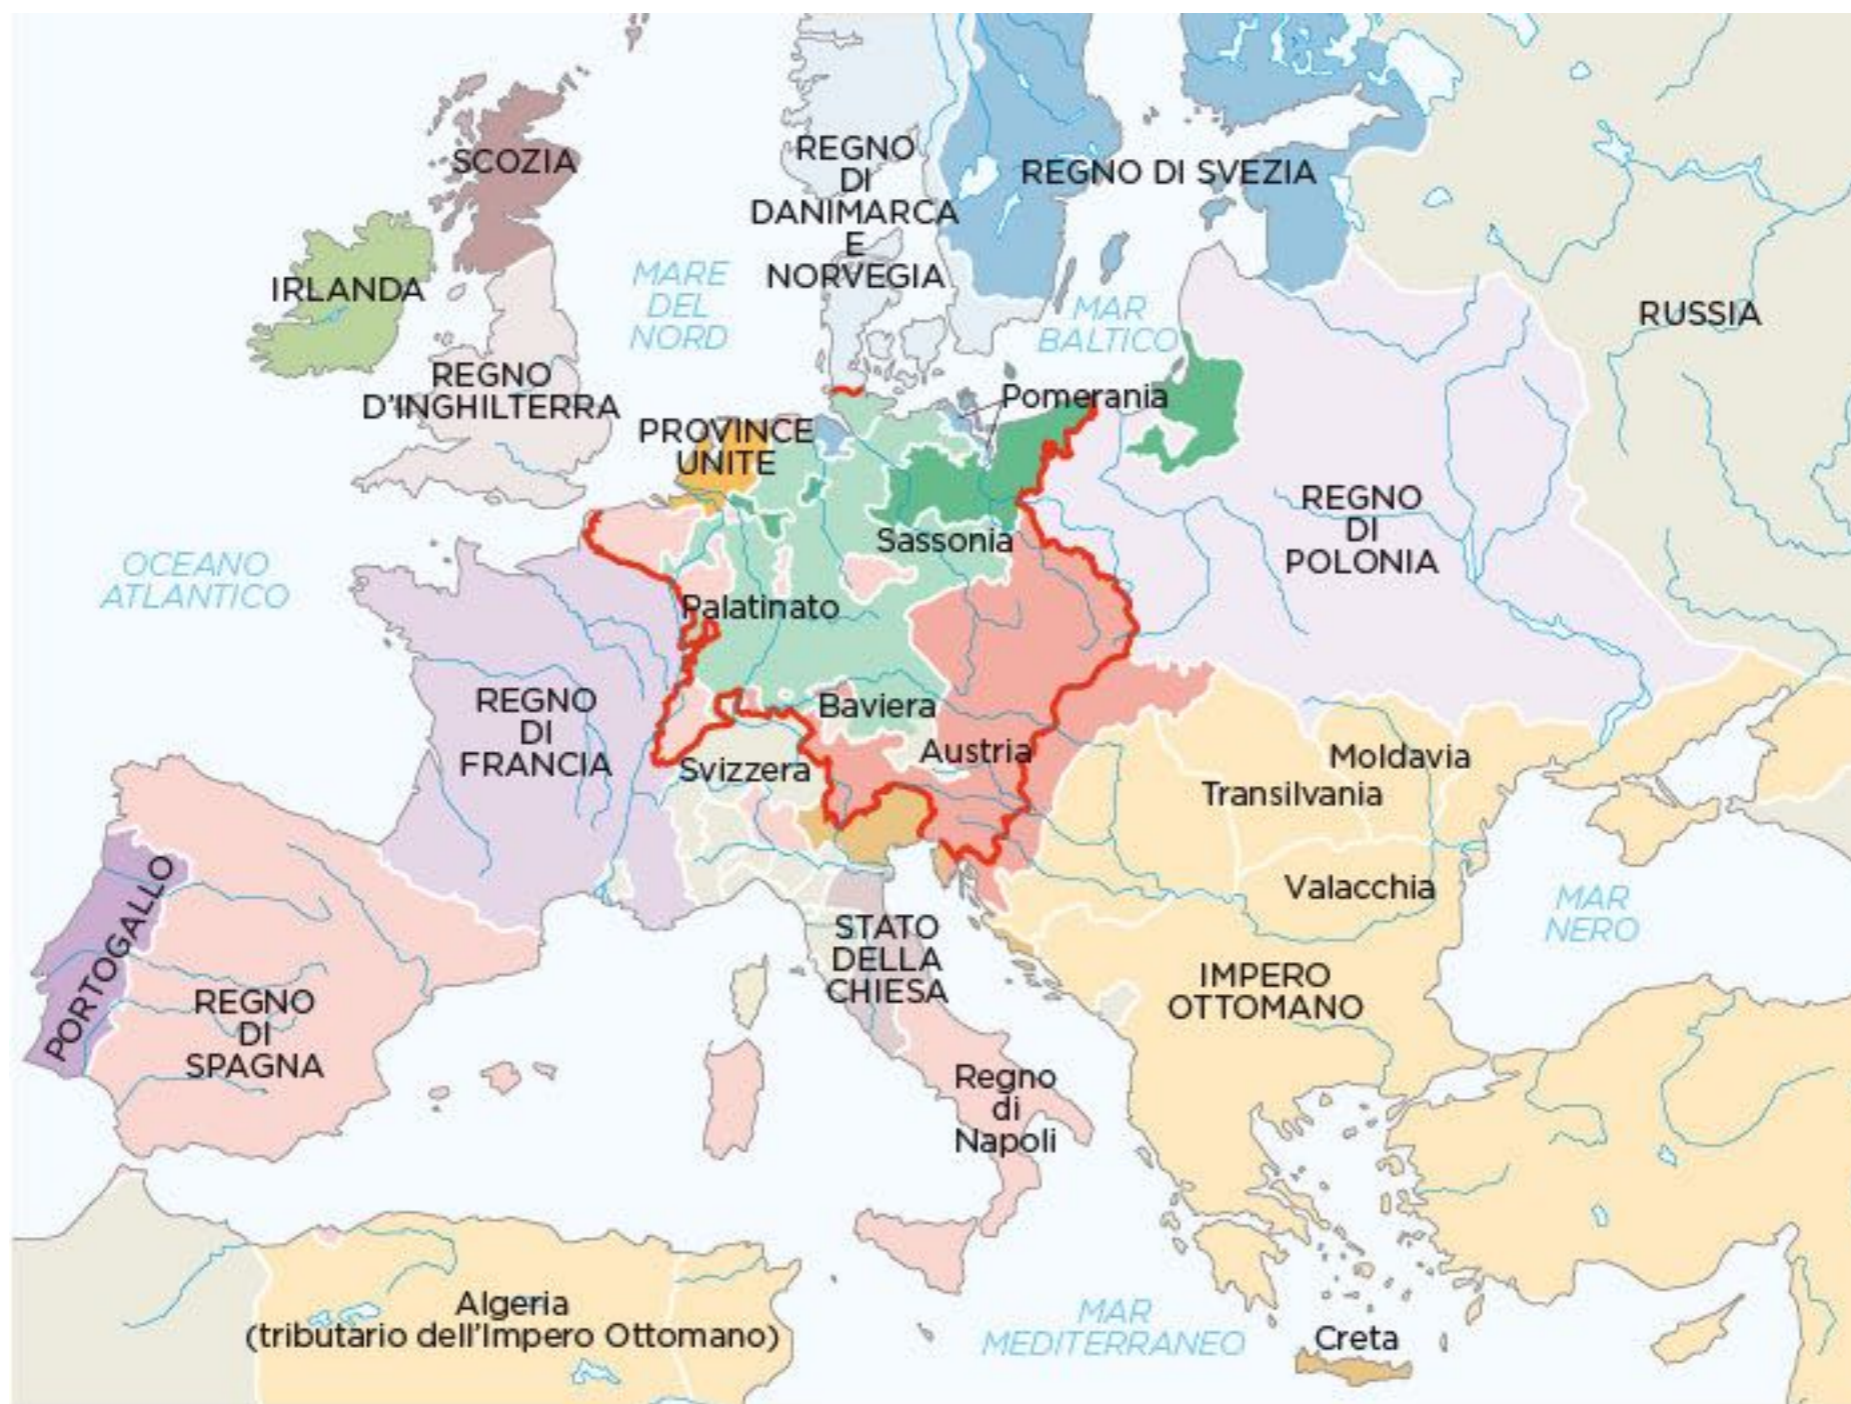 SCOZIA
IRLANDA
REGNO
D'INGHILTERRA
MARE
DEL
NORD
REGNO
DI
DANIMARCA
E
NORVEGIA
REGNO DI SVEZIA
MAR
BALTICO
RUSSIA
Pomerania
PROVINCE
UNITE
REGNO
DI
POLONIA
Sassonia
OCEANO
ATLANTICO
Palatinato
REGNO
DI
FRANCIA
Baviera
Austria
Svizzera
Moldavia
Transilvania
Valacchia
MAR
NERO
PORTOGALLO
REGNO
DI
SPAGNA
STATO
DELLA
CHIESA
IMPERO
OTTOMANO
Regno
di
Napoli
Algeria
(tributario dell'Impero Ottomano)
MAR
MEDITERRANEO
Creta